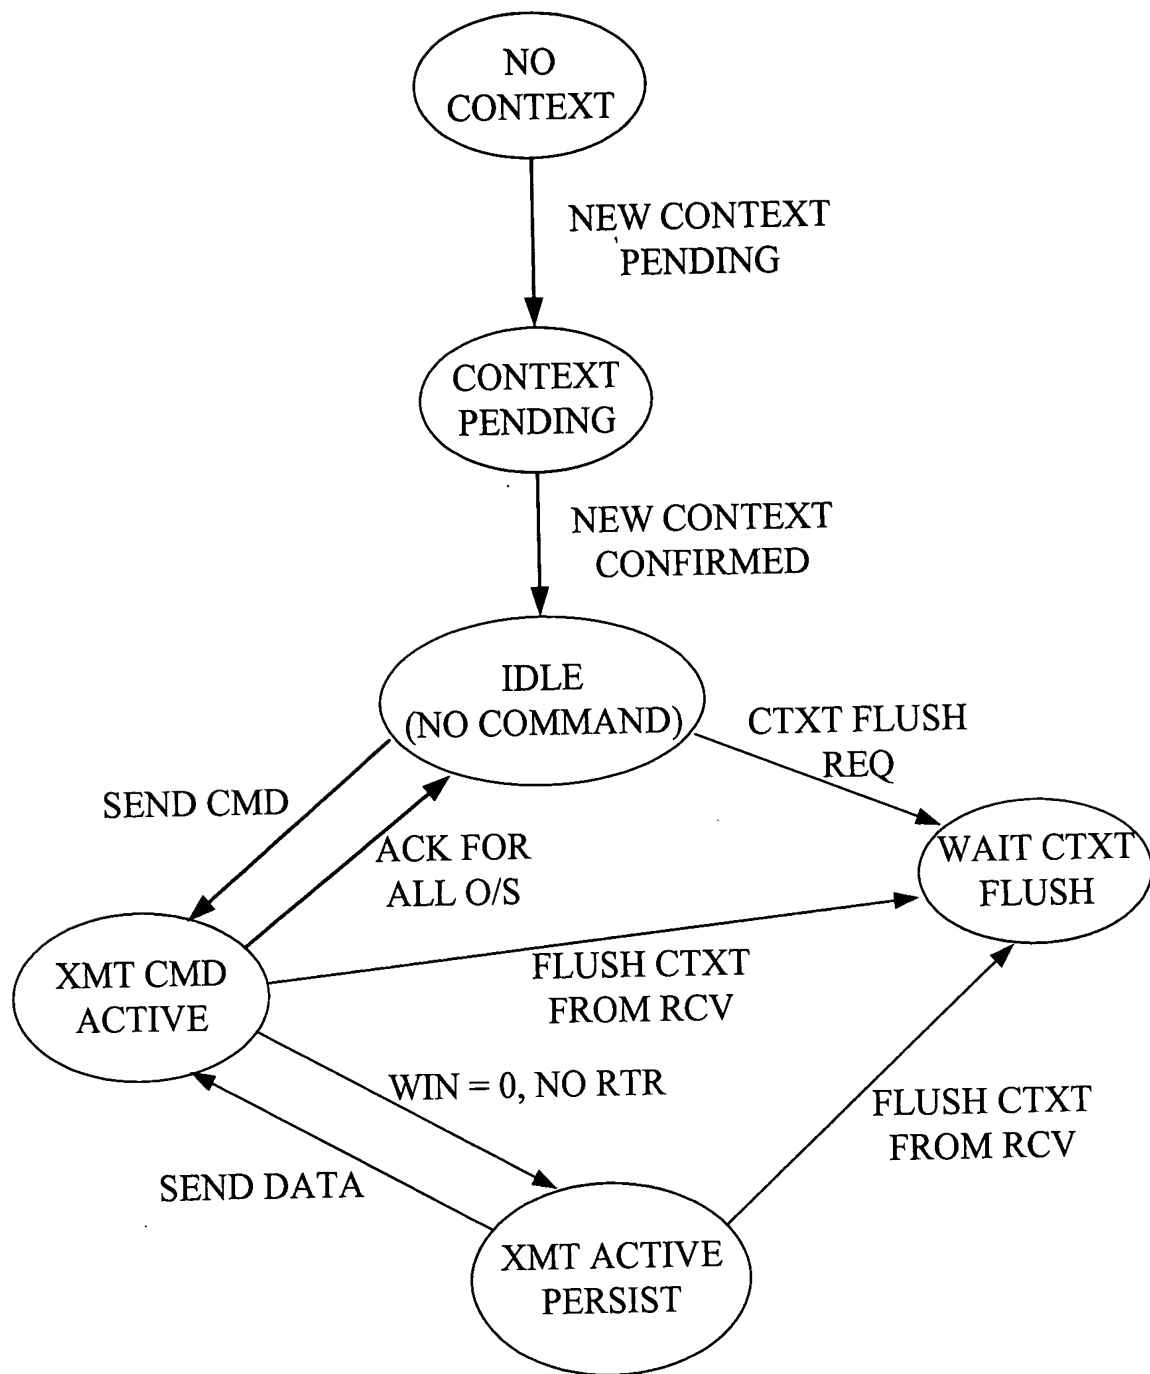 NO
CONTEXT
NEW CONTEXT
PENDING
CONTEXT
PENDING
NEW CONTEXT
CONFIRMED
IDLE
(NO COMMAND)
CTXT FLUSH
REQ
SEND CMD
ACK FOR
ALL O/S
WAIT CTXT
FLUSH
XMT CMD
ACTIVE
FLUSH CTXT
FROM RCV
WIN = 0, NO RTR
FLUSH CTXT
FROM RCV
SEND DATA
XMT ACTIVE
PERSIST